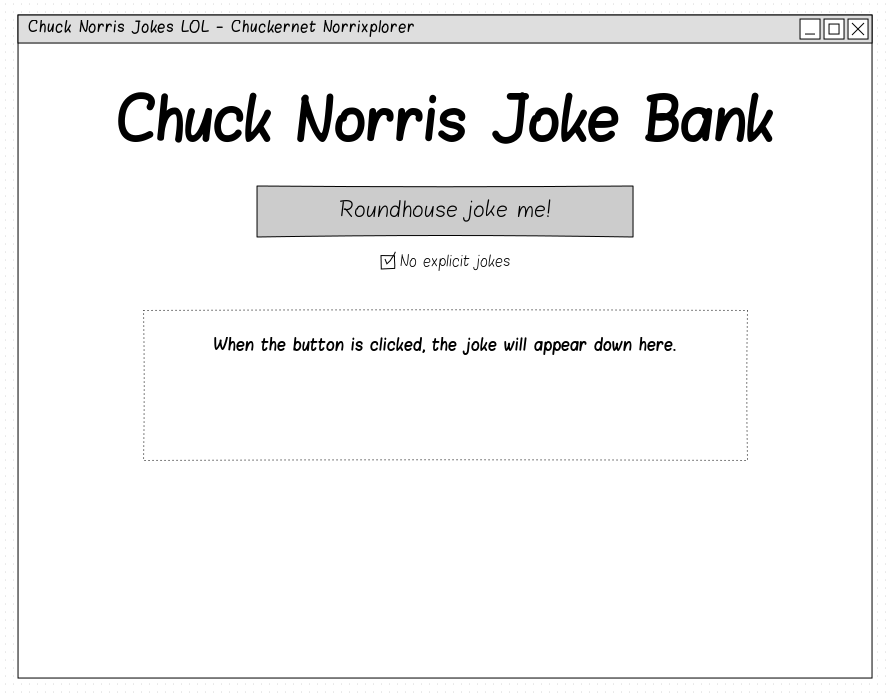 Chuck Norris Jokes LOL - Chuckernet Norrixplorer
Chuck Norris Joke Bank
Roundhouse joke me!
No explicit jokes
When the button is clicked, the joke will appear down here.